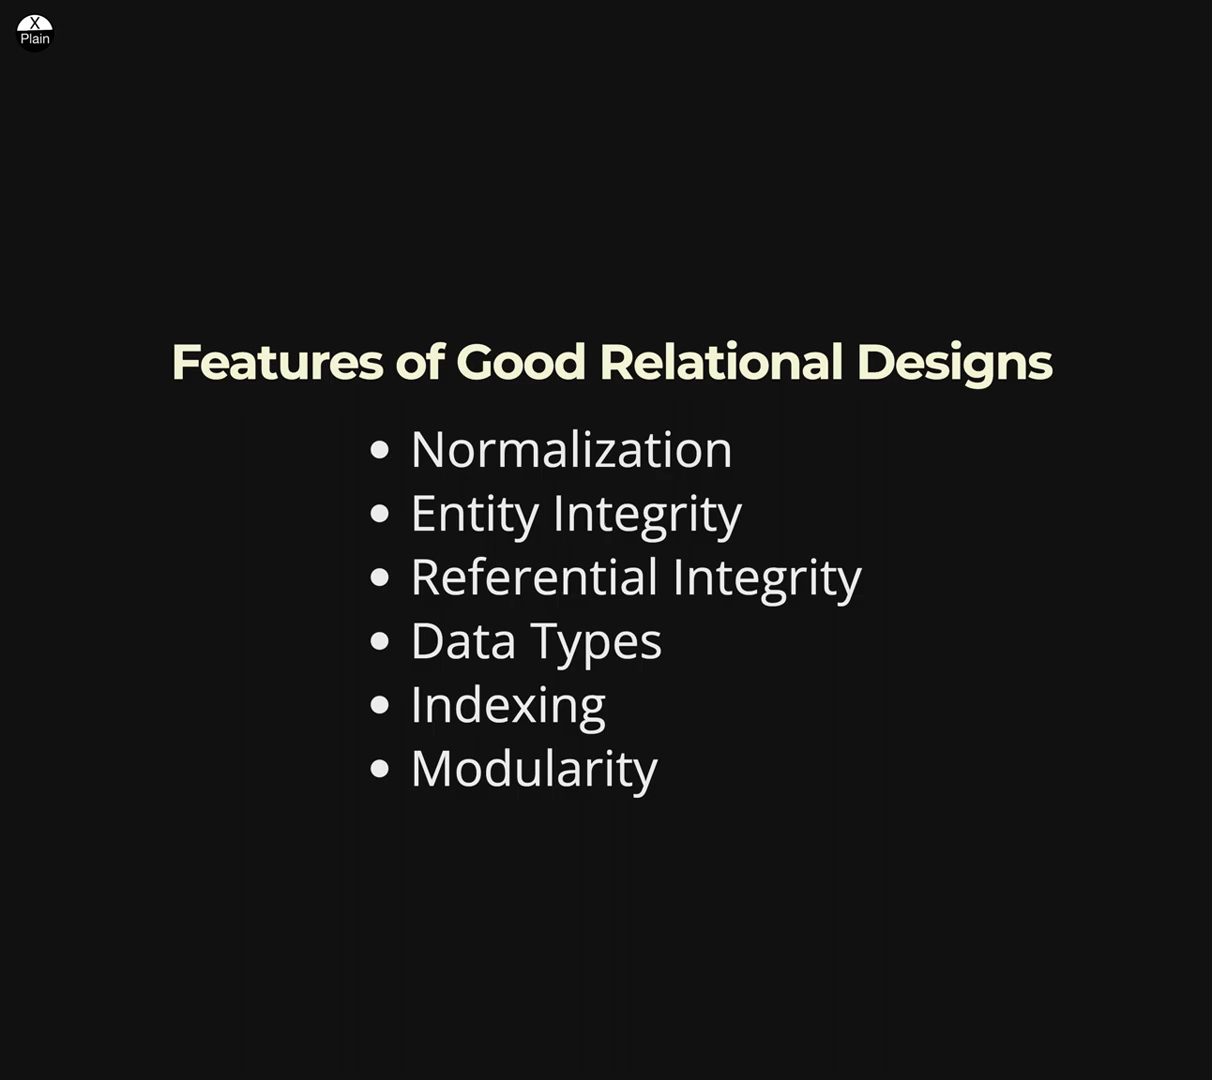 X
Plain
Features of Good Relational Designs
• Normalization
• Entity Integrity
• Referential Integrity
• Data Types
• Indexing
• Modularity